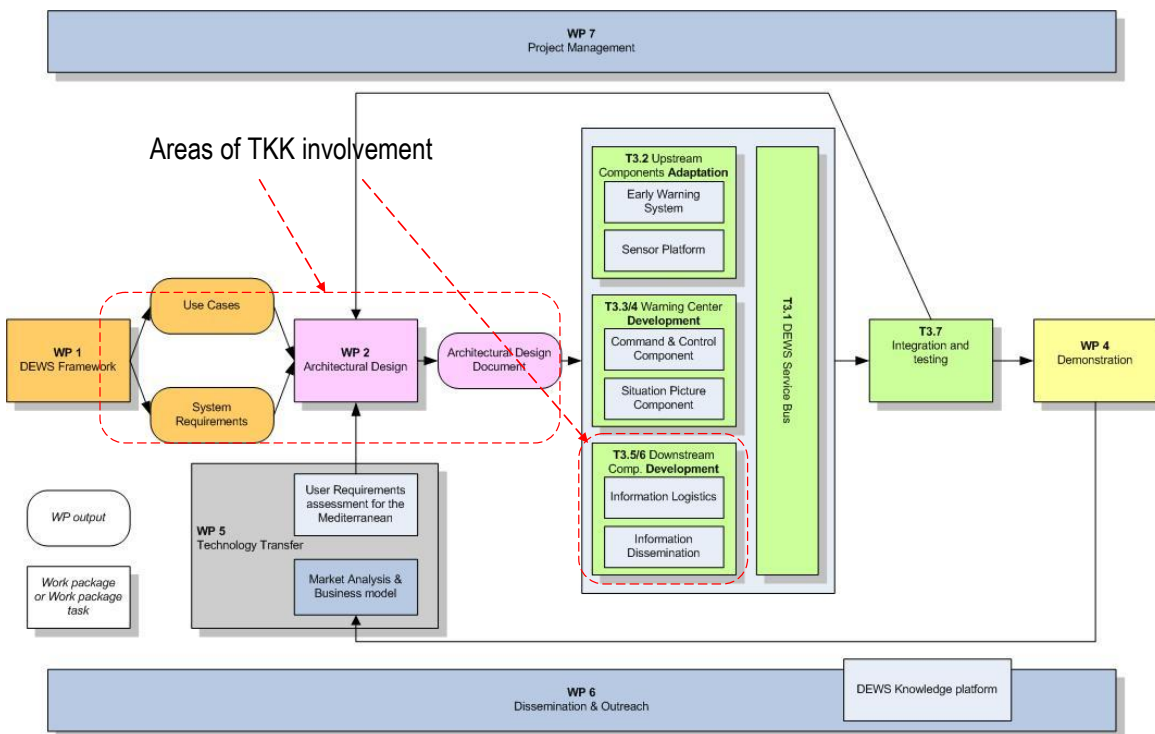 WP 7
Project Management
Areas of TKK involvement
T3.2 Upstream
Components Adaptation
Early Warning
System
Sensor Platform
T3.3/4 Warning Center
Development
Command & Control
Component
Situation Picture
Component
T3.5/6 Downstream
Comp. Development
Information Logistics
Information
Dissemination
T3.1 DEWS Service Bus
Use Cases
WP 1
DEWS Framework
System
Requirements
WP 2
Architectural Design
Architectural Design
Document
T3.7
Integration and
testing
WP 4
Demonstration
User Requirements
assessment for the
Mediterranean
WP 5
Technology Transfer
Market Analysis &
Business model
WP output
Work package
or Work package
task
WP 6
Dissemination & Outreach
DEWS Knowledge platform